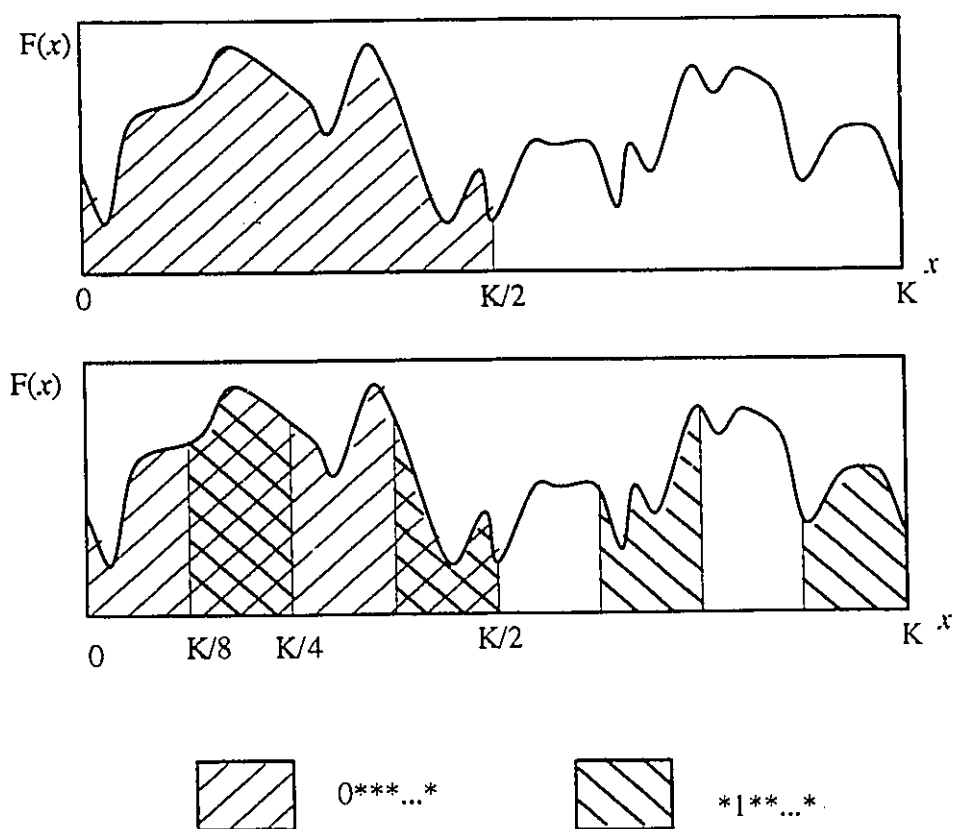 F(x)
0 K/2 K x
F(x)
0 K/8 K/4 K/2 K x
0***...* *1**...*